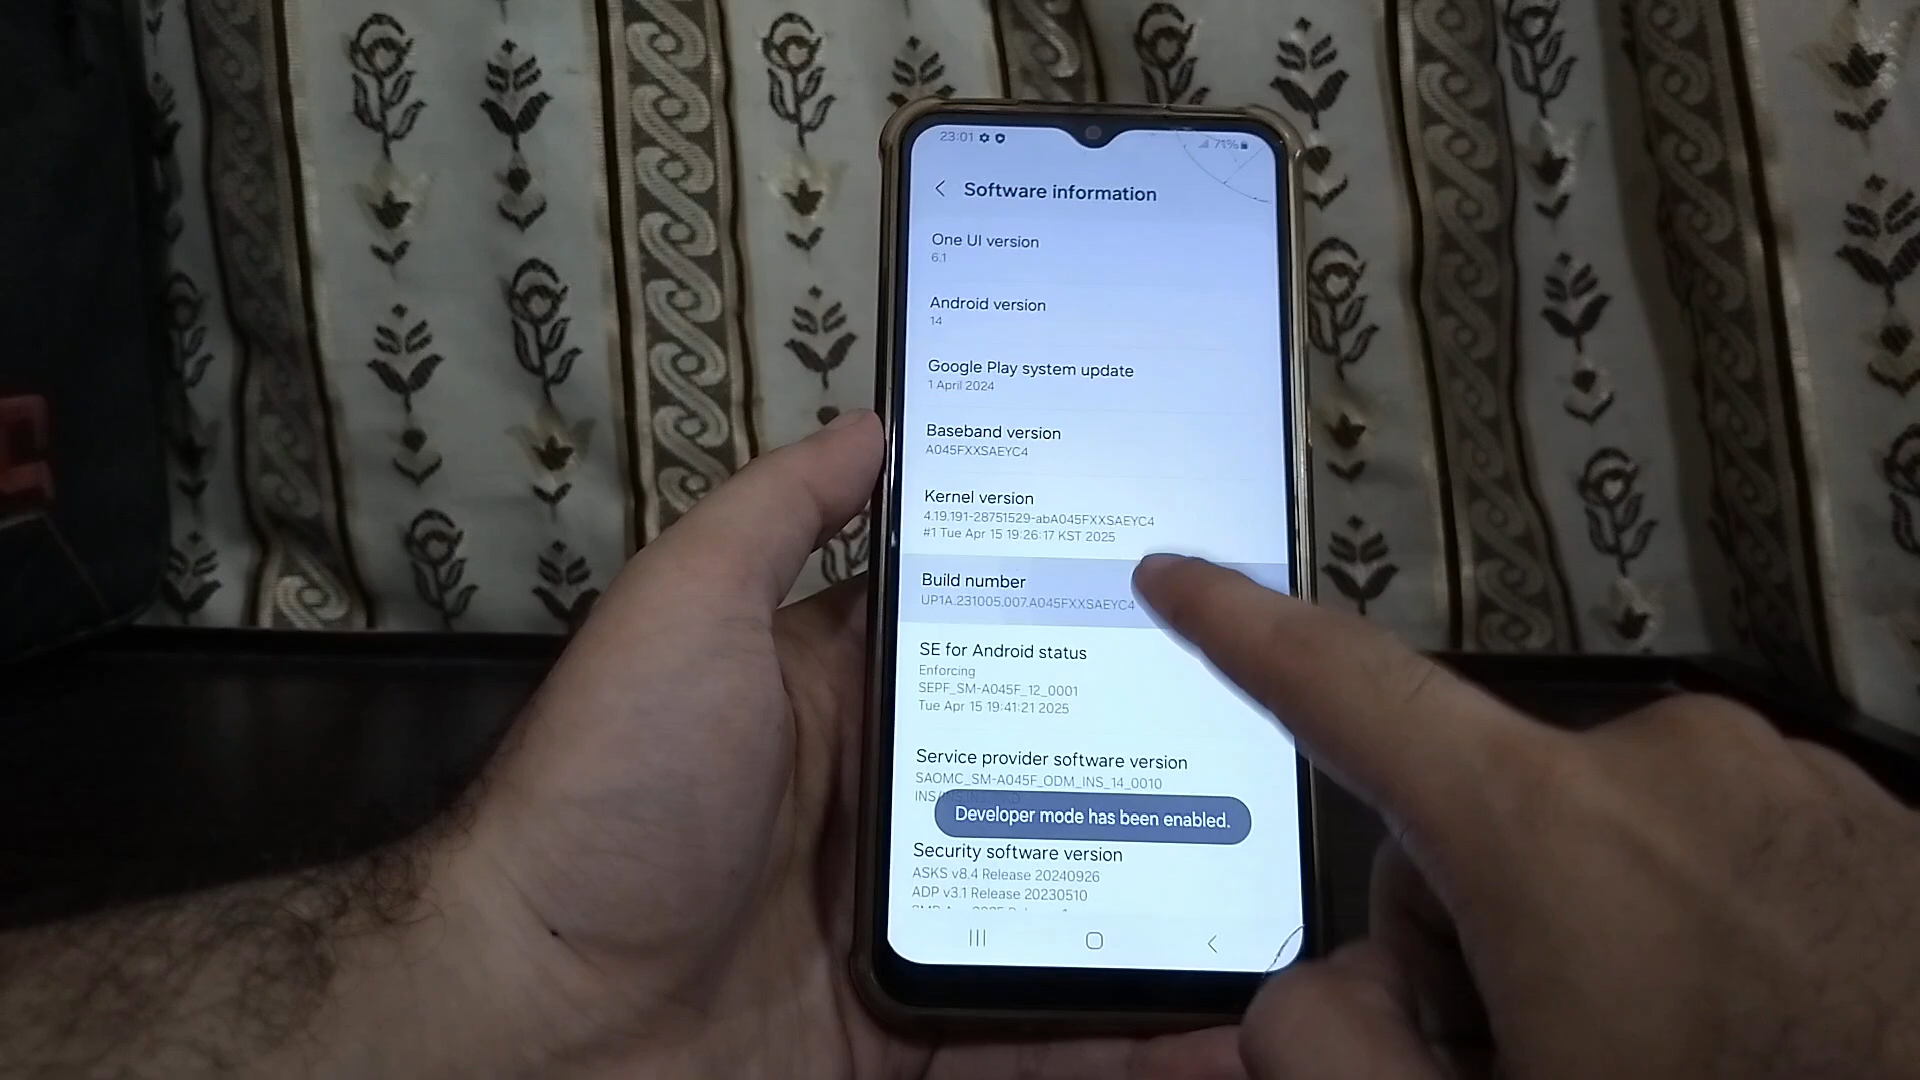 23:01 71%
Software information
One UI version
6.1
Android version
14
Google Play system update
1 April 2024
Baseband version
A045FXXSAEYC4
Kernel version
4.19.191-28751529-abA045FXXSAEYC4
#1 Tue Apr 15 19:26:17 KST 2025
Build number
UP1A.231005.007.A045FXXSAEYC4
SE for Android status
Enforcing
SEPF_SM-A045F_12_0001
Tue Apr 15 19:41:21 2025
Service provider software version
SAOMC_SM-A045F_ODM_INS_14_0010
Developer mode has been enabled.
Security software version
ASKS v8.4 Release 20240926
ADP v3.1 Release 20230510